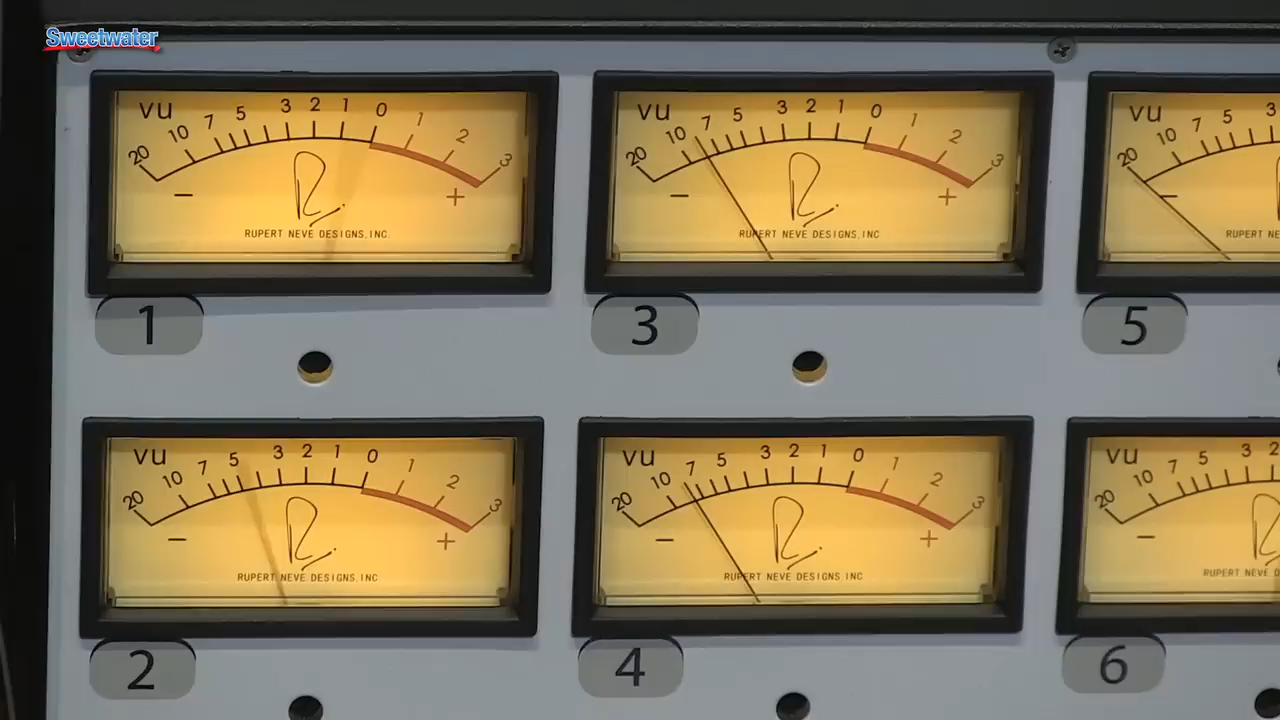 Sweetwater
vu 20 10 7 5 3 2 1 0 1 2 3
− +
RUPERT NEVE DESIGNS, INC.
1
vu 20 10 7 5 3 2 1 0 1 2 3
− +
RUPERT NEVE DESIGNS, INC
3
vu 20 10 7 5 3
−
RUPERT NE
5
vu 20 10 7 5 3 2 1 0 1 2 3
− +
RUPERT NEVE DESIGNS, INC
2
vu 20 10 7 5 3 2 1 0 1 2 3
− +
RUPERT NEVE DESIGNS, INC
4
vu 20 10 7 5 3 2
−
RUPERT NEVE D
6